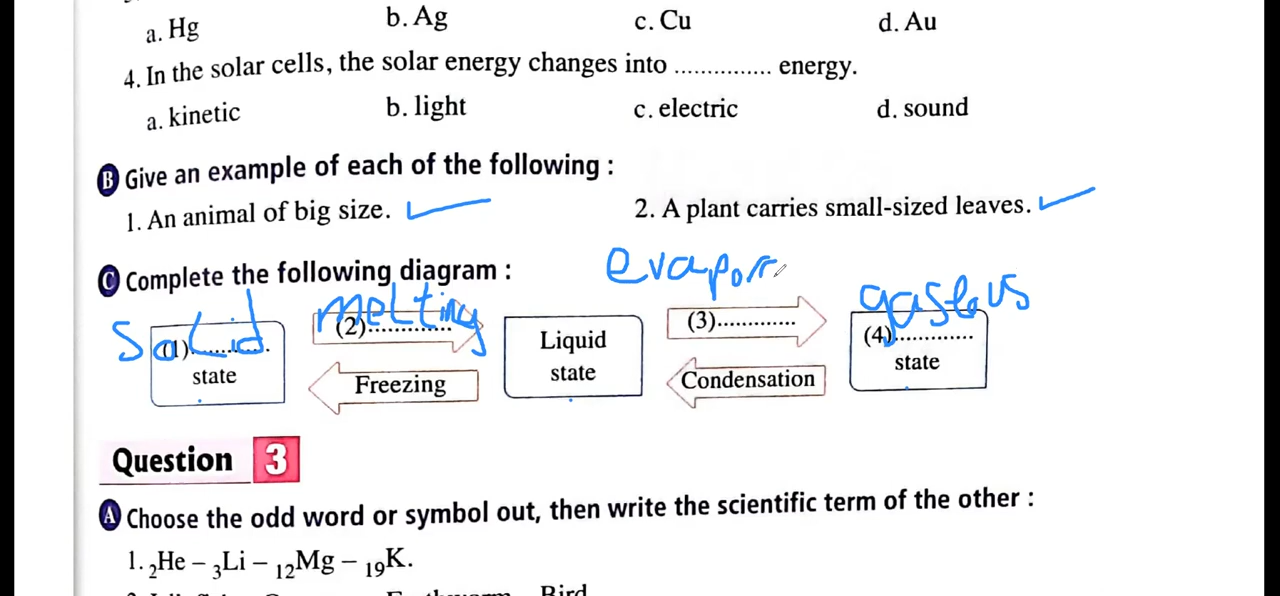 a. Hg b. Ag c. Cu d. Au
4. In the solar cells, the solar energy changes into ............... energy.
a. kinetic b. light c. electric d. sound
B Give an example of each of the following :
1. An animal of big size. 2. A plant carries small-sized leaves.
C Complete the following diagram :
evapor
solid melting gaseous
(1)............. (2)............. (3)............. (4).............
state Liquid state state
Freezing Condensation
Question 3
A Choose the odd word or symbol out, then write the scientific term of the other :
1. ₂He – ₃Li – ₁₂Mg – ₁₉K.
Bird